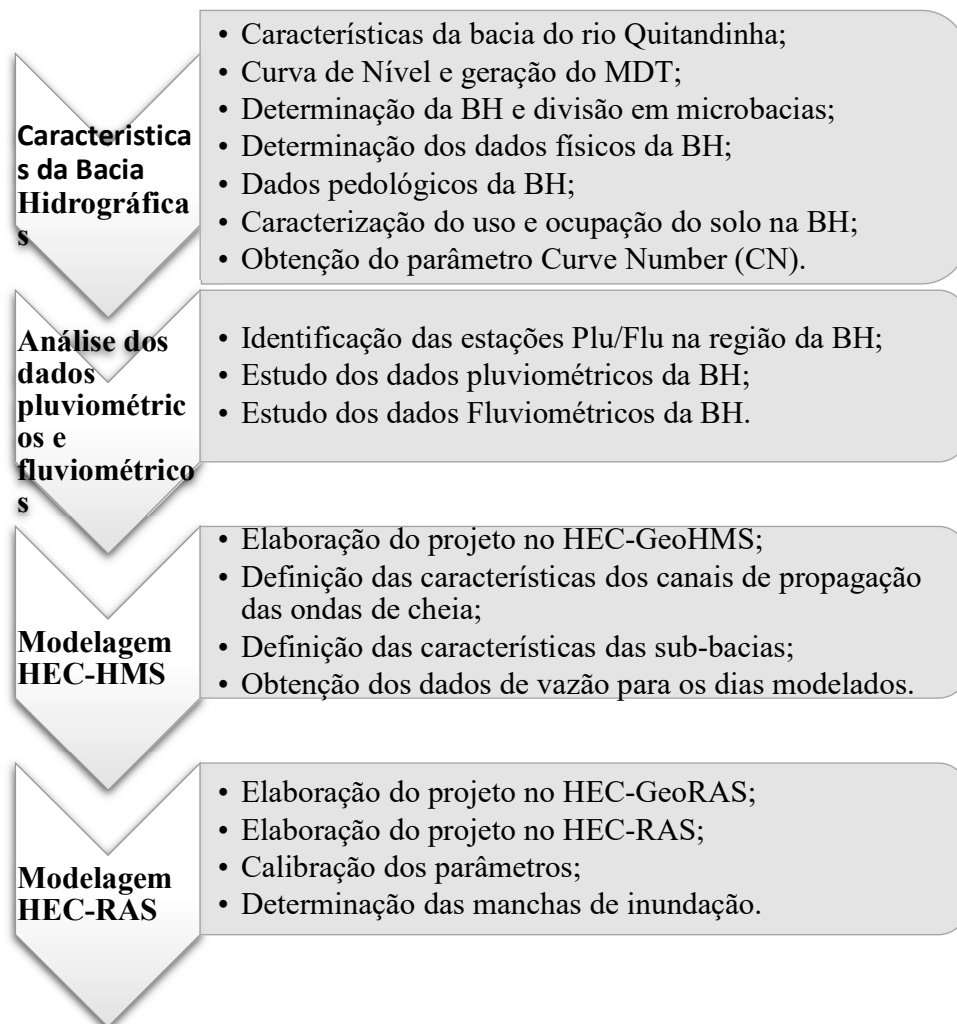 Caracteristica
s da Bacia
Hidrográfica
s
• Características da bacia do rio Quitandinha;
• Curva de Nível e geração do MDT;
• Determinação da BH e divisão em microbacias;
• Determinação dos dados físicos da BH;
• Dados pedológicos da BH;
• Caracterização do uso e ocupação do solo na BH;
• Obtenção do parâmetro Curve Number (CN).
Análise dos
dados
pluviométric
os e
fluviométrico
s
• Identificação das estações Plu/Flu na região da BH;
• Estudo dos dados pluviométricos da BH;
• Estudo dos dados Fluviométricos da BH.
Modelagem
HEC-HMS
• Elaboração do projeto no HEC-GeoHMS;
• Definição das características dos canais de propagação
das ondas de cheia;
• Definição das características das sub-bacias;
• Obtenção dos dados de vazão para os dias modelados.
Modelagem
HEC-RAS
• Elaboração do projeto no HEC-GeoRAS;
• Elaboração do projeto no HEC-RAS;
• Calibração dos parâmetros;
• Determinação das manchas de inundação.